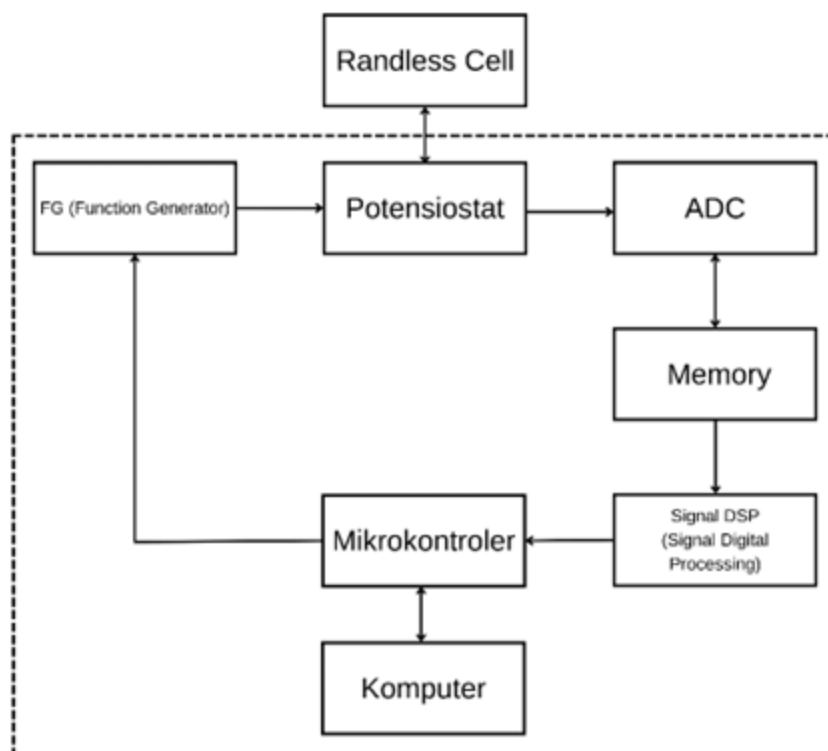 Randless Cell
FG (Function Generator)
Potensiostat
ADC
Memory
Signal DSP
(Signal Digital
Processing)
Mikrokontroler
Komputer